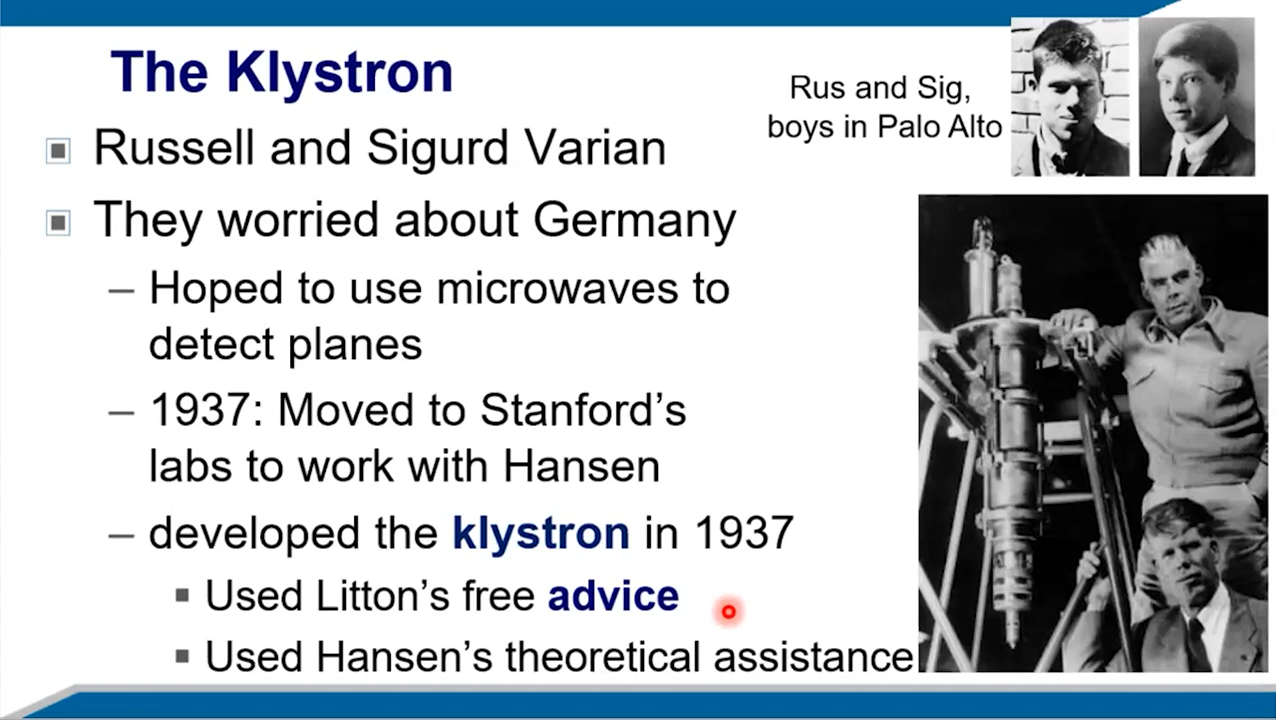 The Klystron
Rus and Sig,
boys in Palo Alto
Russell and Sigurd Varian
They worried about Germany
– Hoped to use microwaves to
detect planes
– 1937: Moved to Stanford’s
labs to work with Hansen
– developed the klystron in 1937
Used Litton’s free advice
Used Hansen’s theoretical assistance